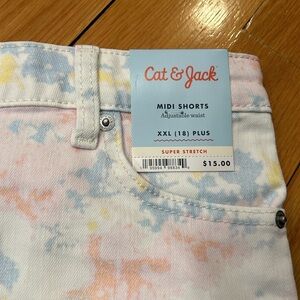 Cat & Jack
MIDI SHORTS
Adjustable waist
XXL (18) PLUS
SUPER STRETCH
$15.00